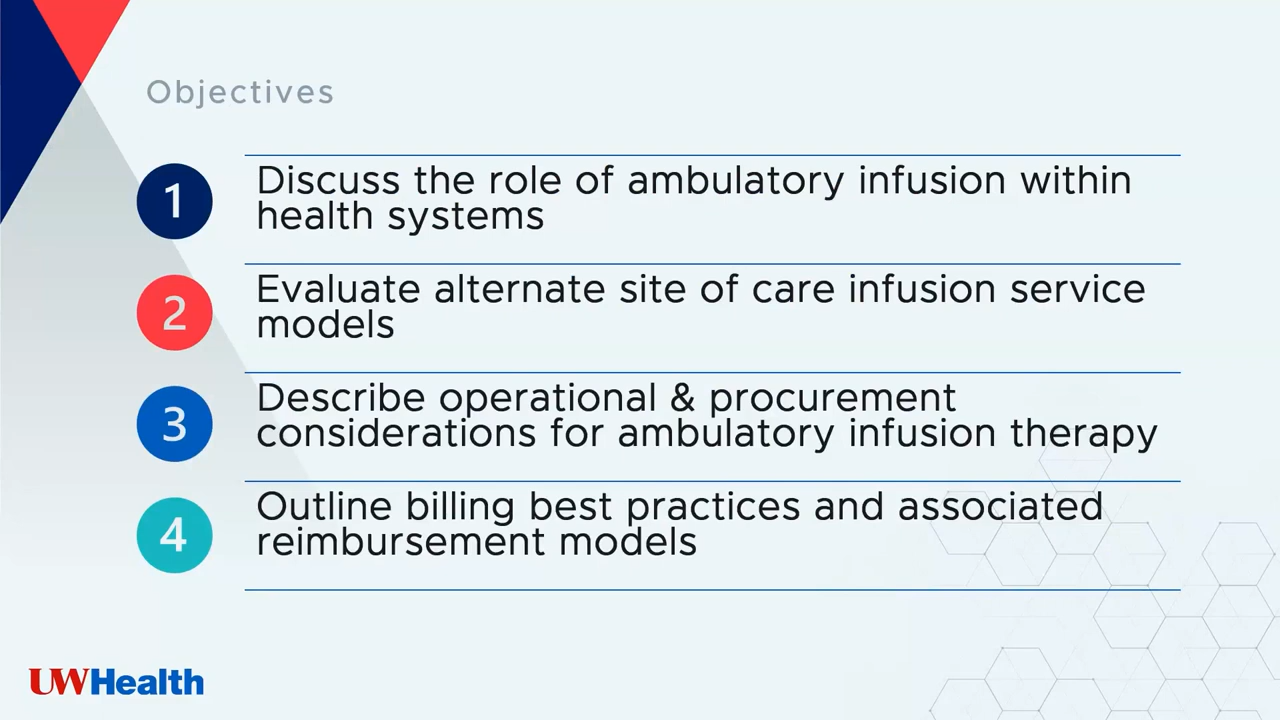 Objectives
1
Discuss the role of ambulatory infusion within
health systems
2
Evaluate alternate site of care infusion service
models
3
Describe operational & procurement
considerations for ambulatory infusion therapy
4
Outline billing best practices and associated
reimbursement models
UWHealth